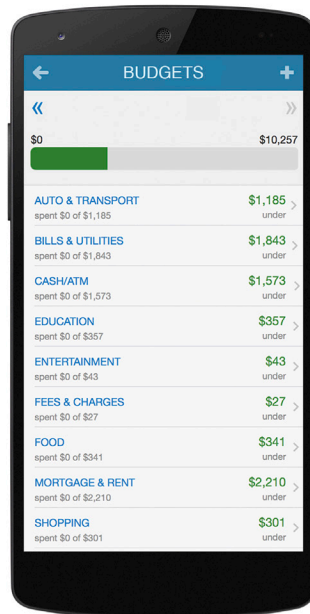 BUDGETS
$0 $10,257
AUTO & TRANSPORT $1,185
spent $0 of $1,185 under
BILLS & UTILITIES $1,843
spent $0 of $1,843 under
CASH/ATM $1,573
spent $0 of $1,573 under
EDUCATION $357
spent $0 of $357 under
ENTERTAINMENT $43
spent $0 of $43 under
FEES & CHARGES $27
spent $0 of $27 under
FOOD $341
spent $0 of $341 under
MORTGAGE & RENT $2,210
spent $0 of $2,210 under
SHOPPING $301
spent $0 of $301 under